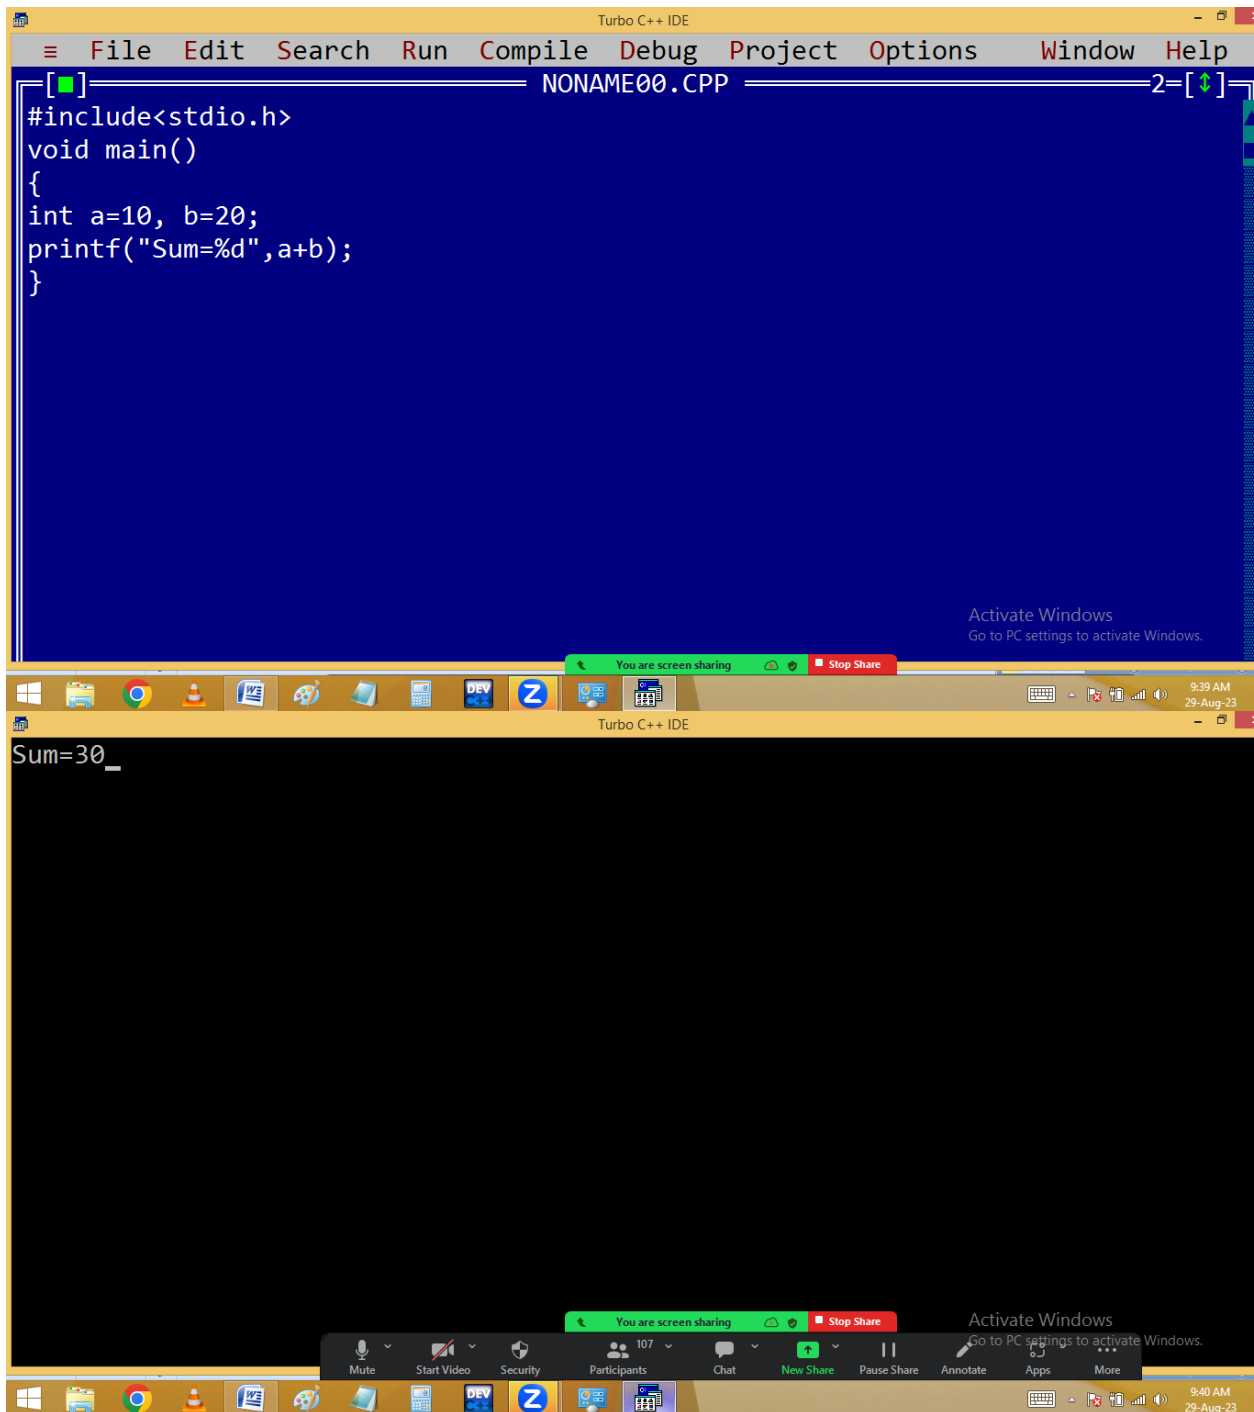 Turbo C++ IDE
≡ File Edit Search Run Compile Debug Project Options Window Help
[■] NONAME00.CPP 2=[↕]
#include<stdio.h>
void main()
{
int a=10, b=20;
printf("Sum=%d",a+b);
}
Activate Windows
Go to PC settings to activate Windows.
You are screen sharing Stop Share
DEV C++ Z
9:39 AM
29-Aug-23
Turbo C++ IDE
Sum=30_
You are screen sharing Stop Share
Activate Windows
Go to PC settings to activate Windows.
107
Mute Start Video Security Participants Chat New Share Pause Share Annotate Apps More
DEV C++ Z
9:40 AM
29-Aug-23